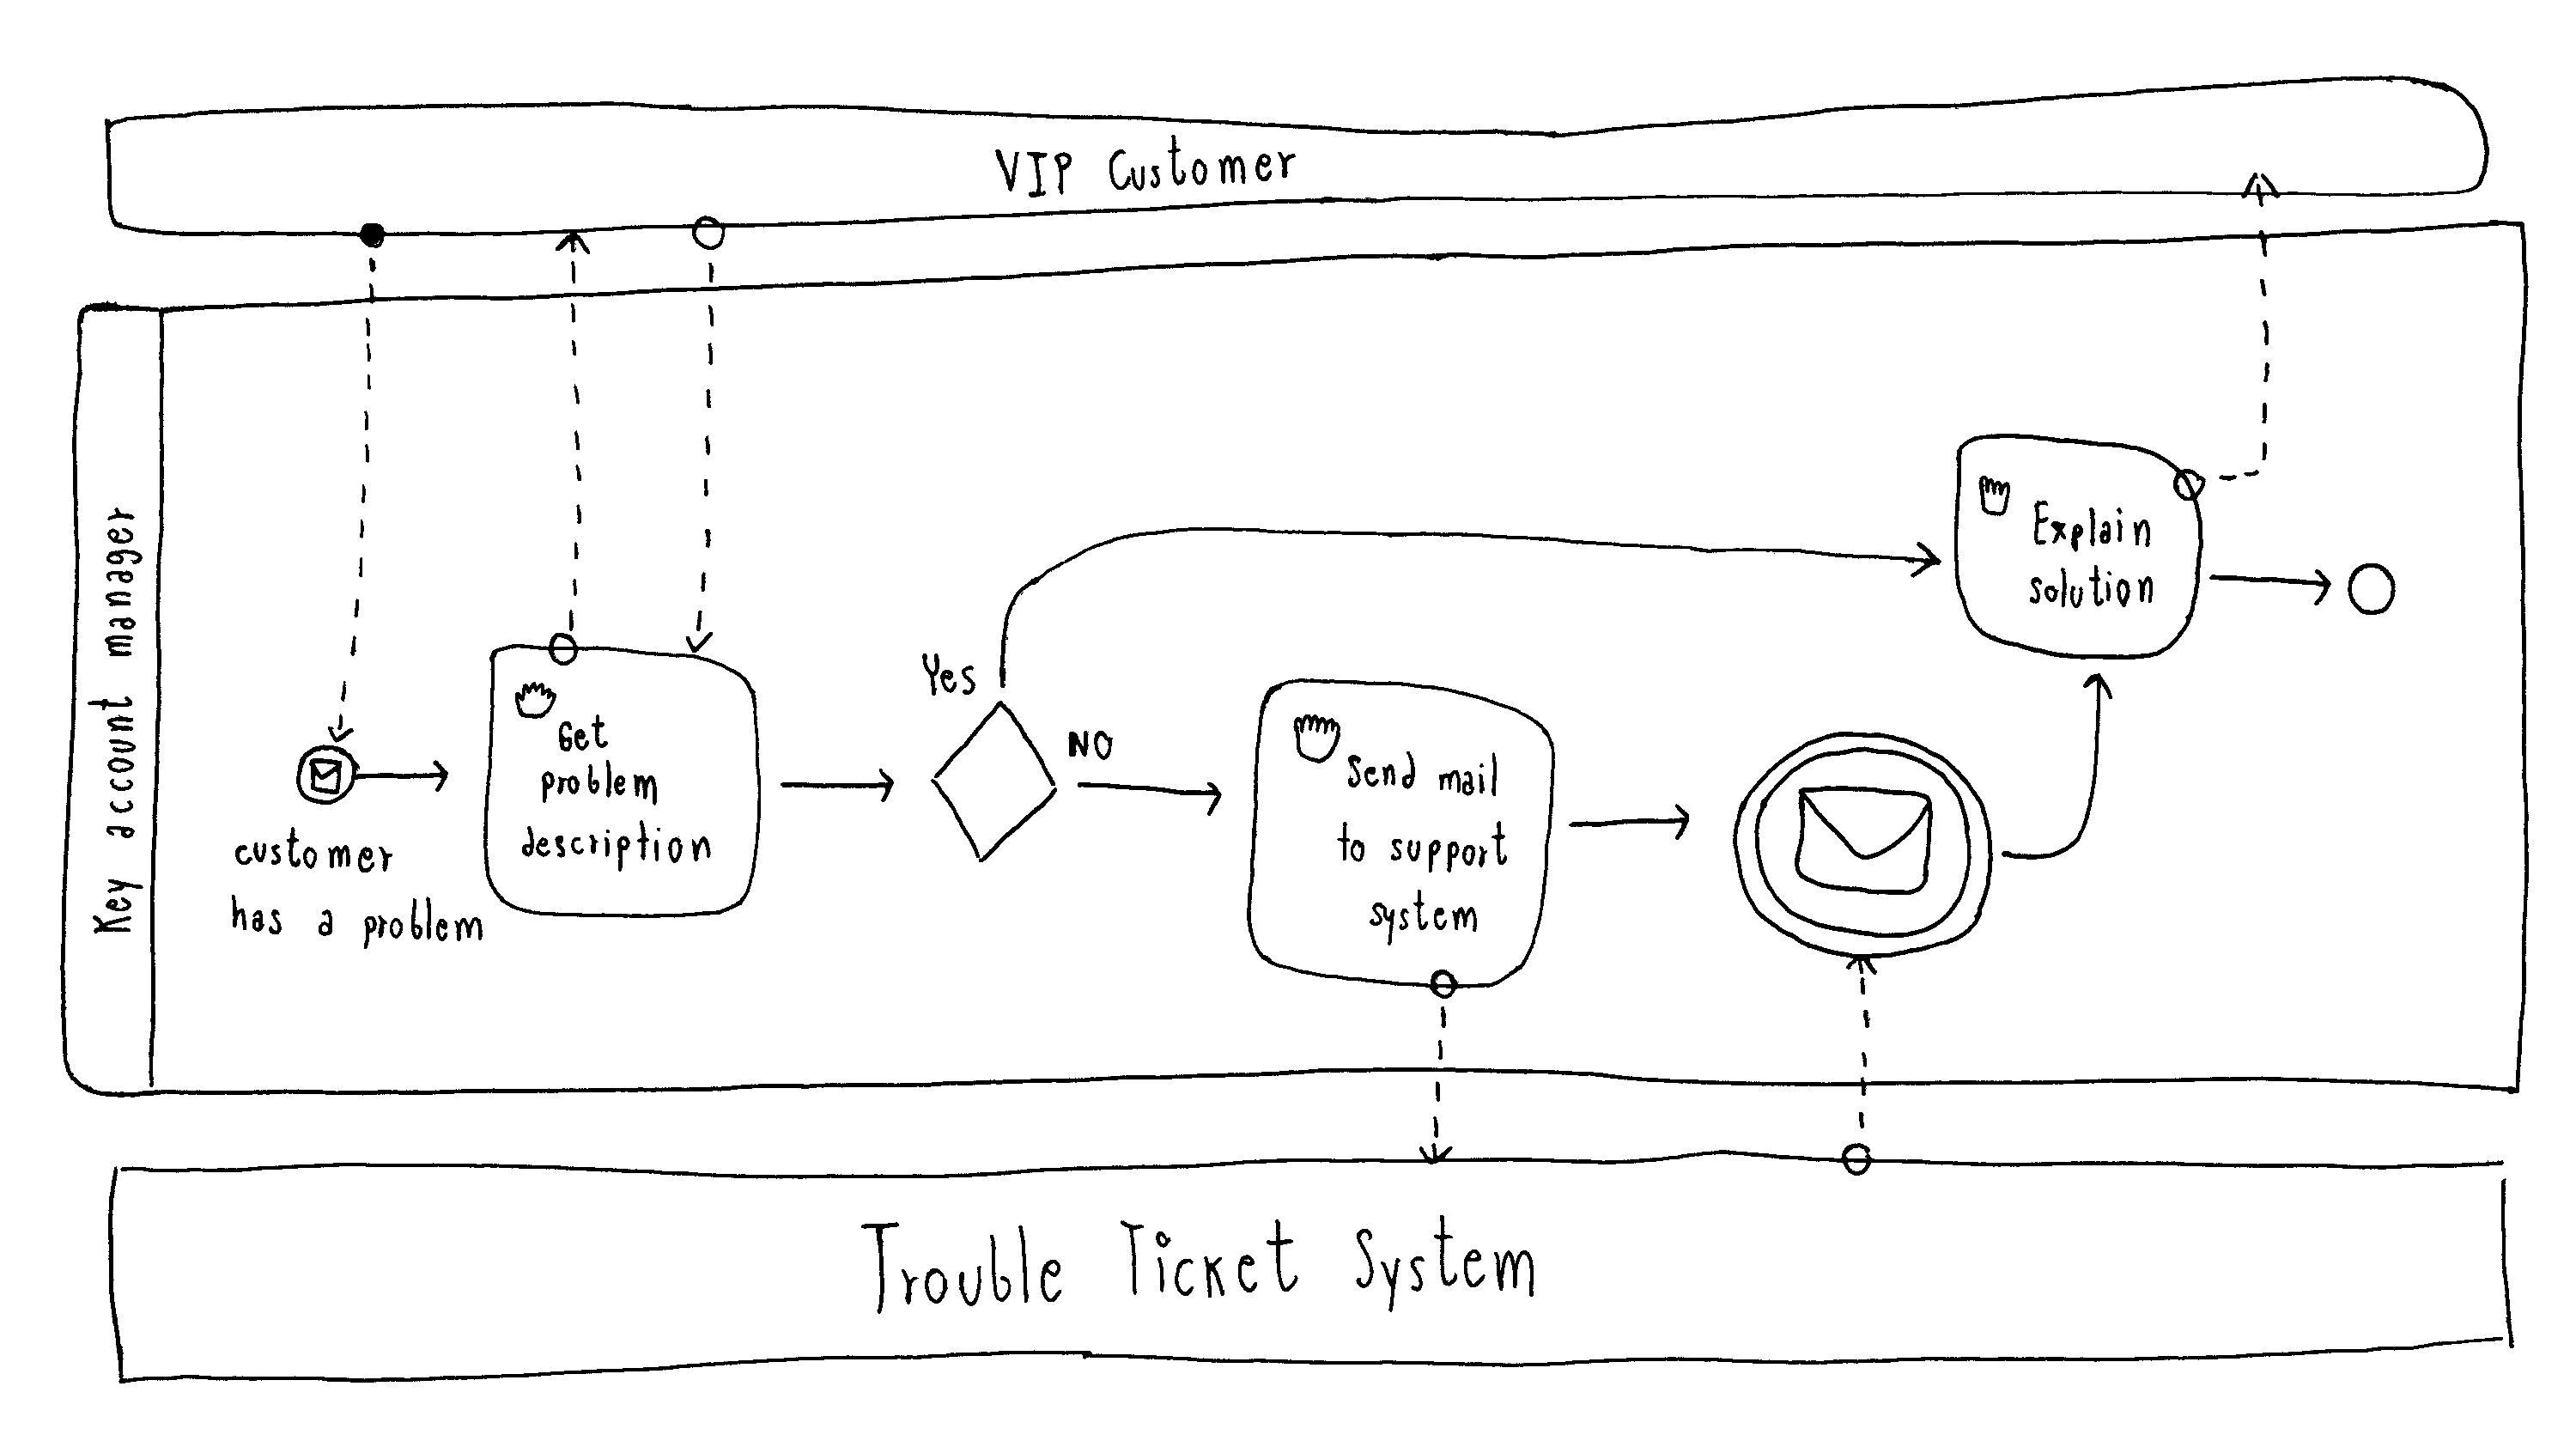 VIP Customer
Key account manager
customer
has a problem
Get
problem
description
Yes
NO
Send mail
to support
system
Explain
solution
Trouble Ticket System